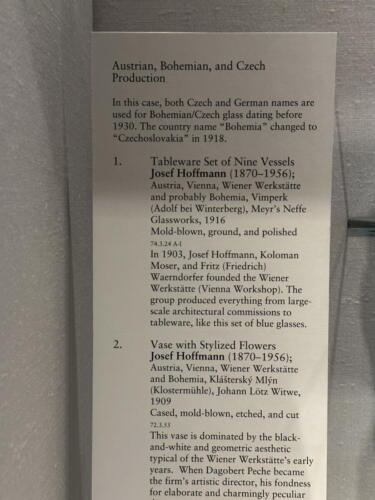 Austrian, Bohemian, and Czech
Production
In this case, both Czech and German names are
used for Bohemian/Czech glass dating before
1930. The country name “Bohemia” changed to
“Czechoslovakia” in 1918.
1. Tableware Set of Nine Vessels
Josef Hoffmann (1870–1956);
Austria, Vienna, Wiener Werkstätte
and probably Bohemia, Vimperk
(Adolf bei Winterberg), Meyr's Neffe
Glassworks, 1916
Mold-blown, ground, and polished
74.3.24 A-I
In 1903, Josef Hoffmann, Koloman
Moser, and Fritz (Friedrich)
Waerndorfer founded the Wiener
Werkstätte (Vienna Workshop). The
group produced everything from large-
scale architectural commissions to
tableware, like this set of blue glasses.
2. Vase with Stylized Flowers
Josef Hoffmann (1870–1956);
Austria, Vienna, Wiener Werkstätte
and Bohemia, Klášterský Mlýn
(Klostermühle), Johann Lötz Witwe,
1909
Cased, mold-blown, etched, and cut
72.3.53
This vase is dominated by the black-
and-white and geometric aesthetic
typical of the Wiener Werkstätte's early
years. When Dagobert Peche became
the firm's artistic director, his fondness
for elaborate and charmingly peculiar